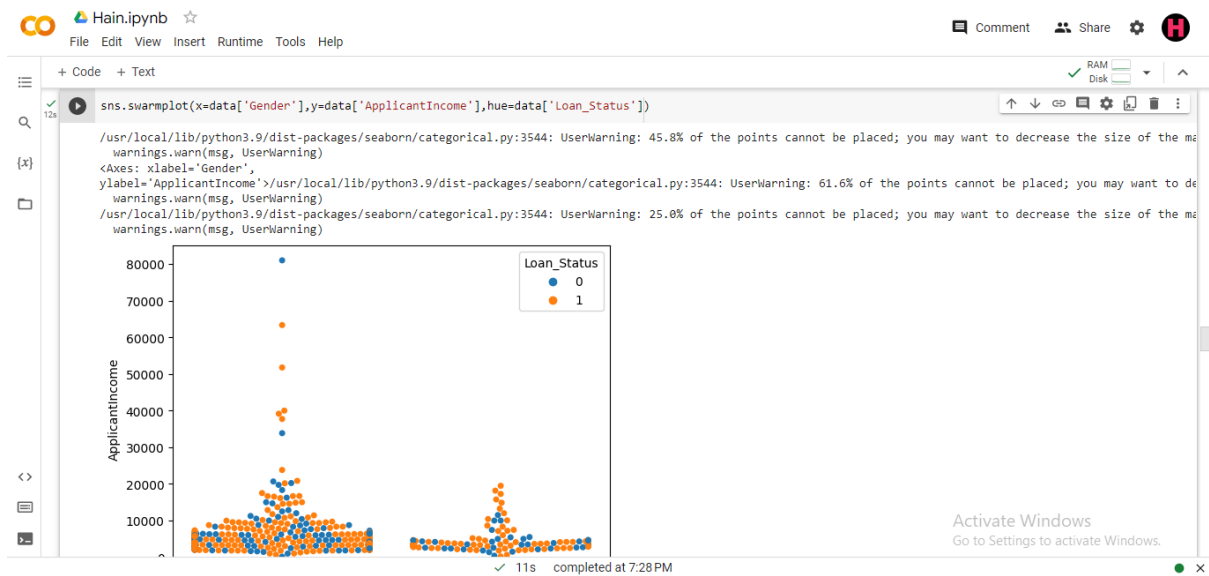 Hain.ipynb
Comment
Share
H
File Edit View Insert Runtime Tools Help
+ Code + Text
RAM
Disk
12s
sns.swarmplot(x=data['Gender'],y=data['ApplicantIncome'],hue=data['Loan_Status'])
/usr/local/lib/python3.9/dist-packages/seaborn/categorical.py:3544: UserWarning: 45.8% of the points cannot be placed; you may want to decrease the size of the ma
warnings.warn(msg, UserWarning)
<Axes: xlabel='Gender',
ylabel='ApplicantIncome'>/usr/local/lib/python3.9/dist-packages/seaborn/categorical.py:3544: UserWarning: 61.6% of the points cannot be placed; you may want to de
warnings.warn(msg, UserWarning)
/usr/local/lib/python3.9/dist-packages/seaborn/categorical.py:3544: UserWarning: 25.0% of the points cannot be placed; you may want to decrease the size of the ma
warnings.warn(msg, UserWarning)
{x}
Loan_Status
0
1
ApplicantIncome
80000
70000
60000
50000
40000
30000
20000
10000
Activate Windows
Go to Settings to activate Windows.
11s completed at 7:28 PM